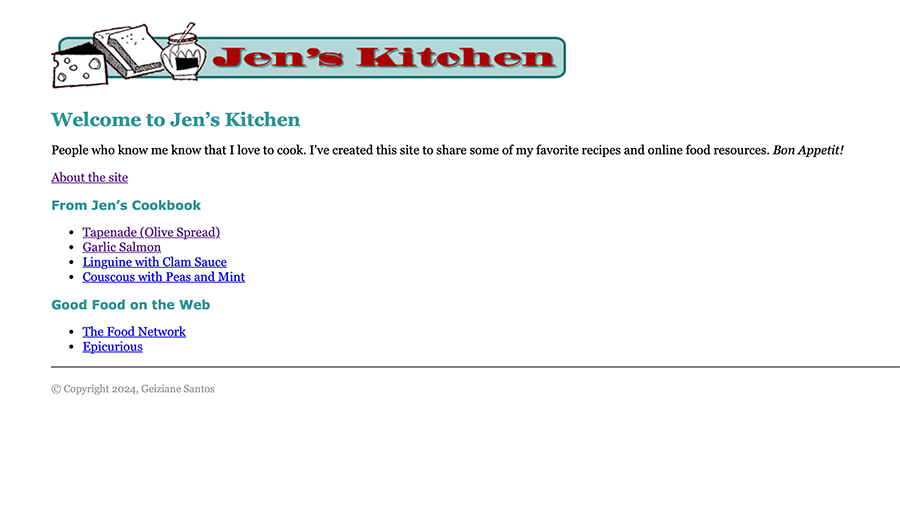 Jen's Kitchen
Welcome to Jen’s Kitchen
People who know me know that I love to cook. I've created this site to share some of my favorite recipes and online food resources. Bon Appetit!
About the site
From Jen’s Cookbook
• Tapenade (Olive Spread)
• Garlic Salmon
• Linguine with Clam Sauce
• Couscous with Peas and Mint
Good Food on the Web
• The Food Network
• Epicurious
© Copyright 2024, Geiziane Santos